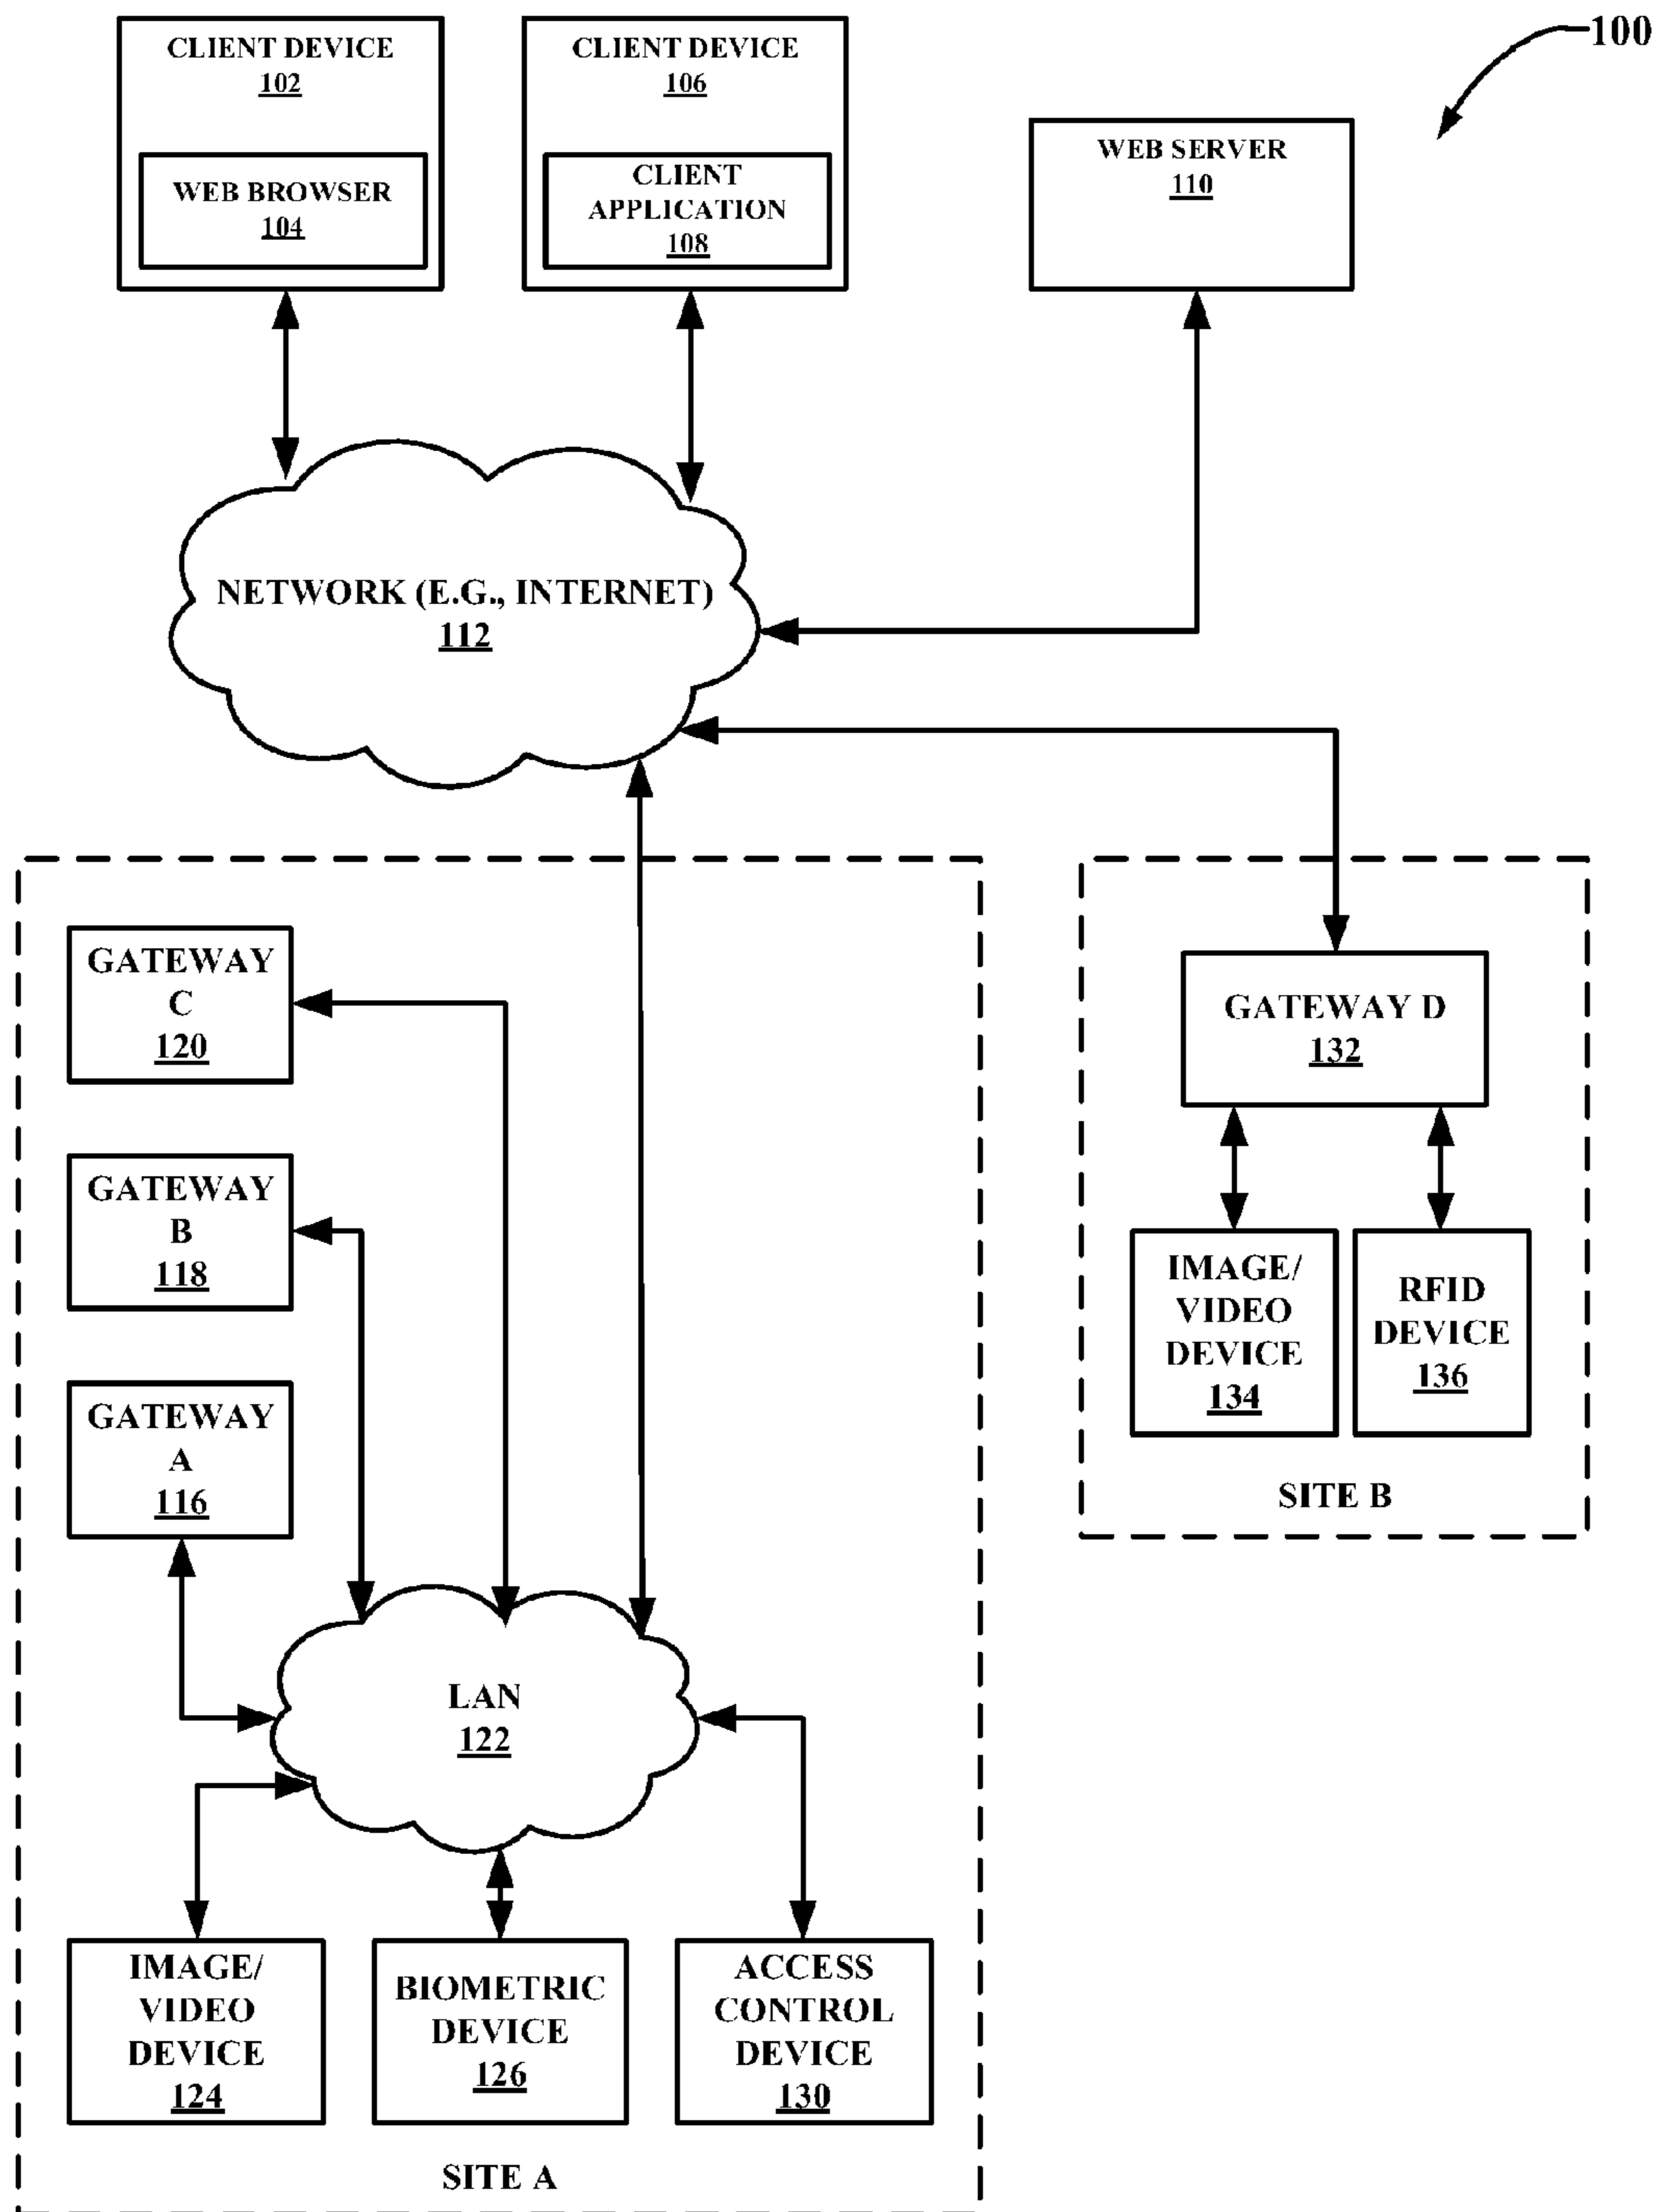 100
CLIENT DEVICE
102
WEB BROWSER
104
CLIENT DEVICE
106
CLIENT
APPLICATION
108
WEB SERVER
110
NETWORK (E.G., INTERNET)
112
GATEWAY
C
120
GATEWAY
B
118
GATEWAY
A
116
LAN
122
IMAGE/
VIDEO
DEVICE
124
BIOMETRIC
DEVICE
126
ACCESS
CONTROL
DEVICE
130
SITE A
GATEWAY D
132
IMAGE/
VIDEO
DEVICE
134
RFID
DEVICE
136
SITE B